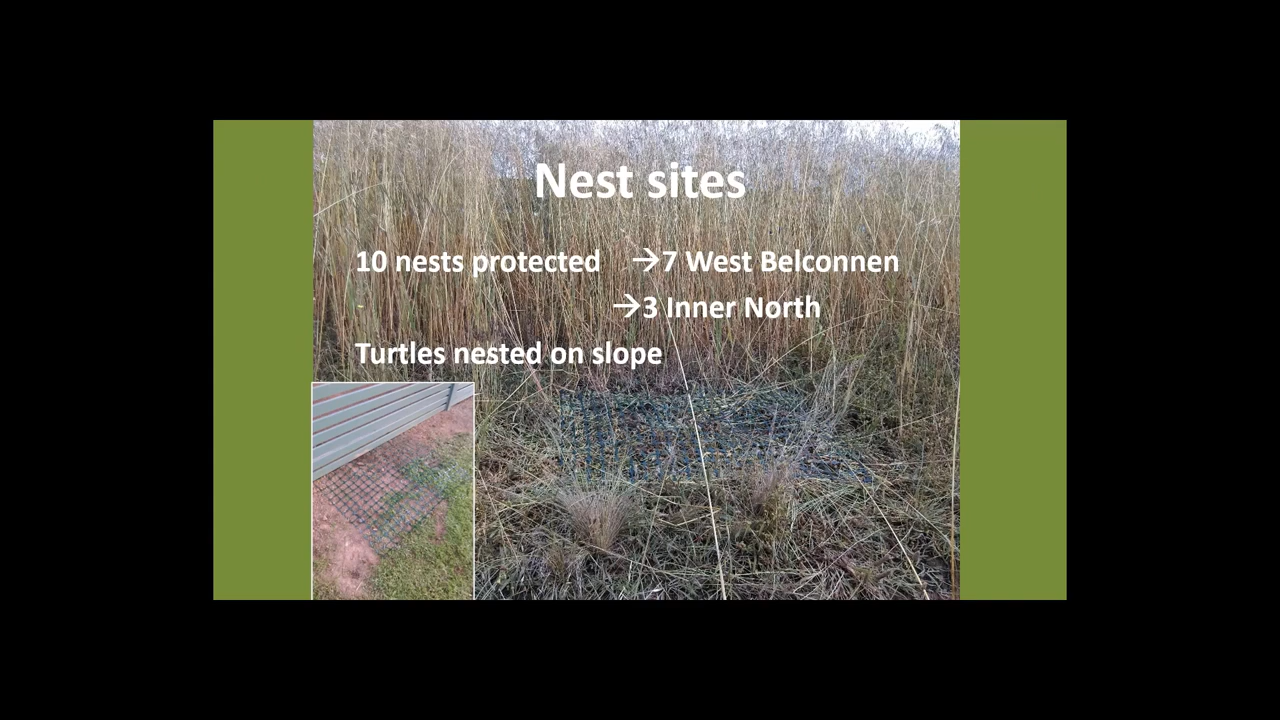 Nest sites
10 nests protected →7 West Belconnen
→3 Inner North
Turtles nested on slope